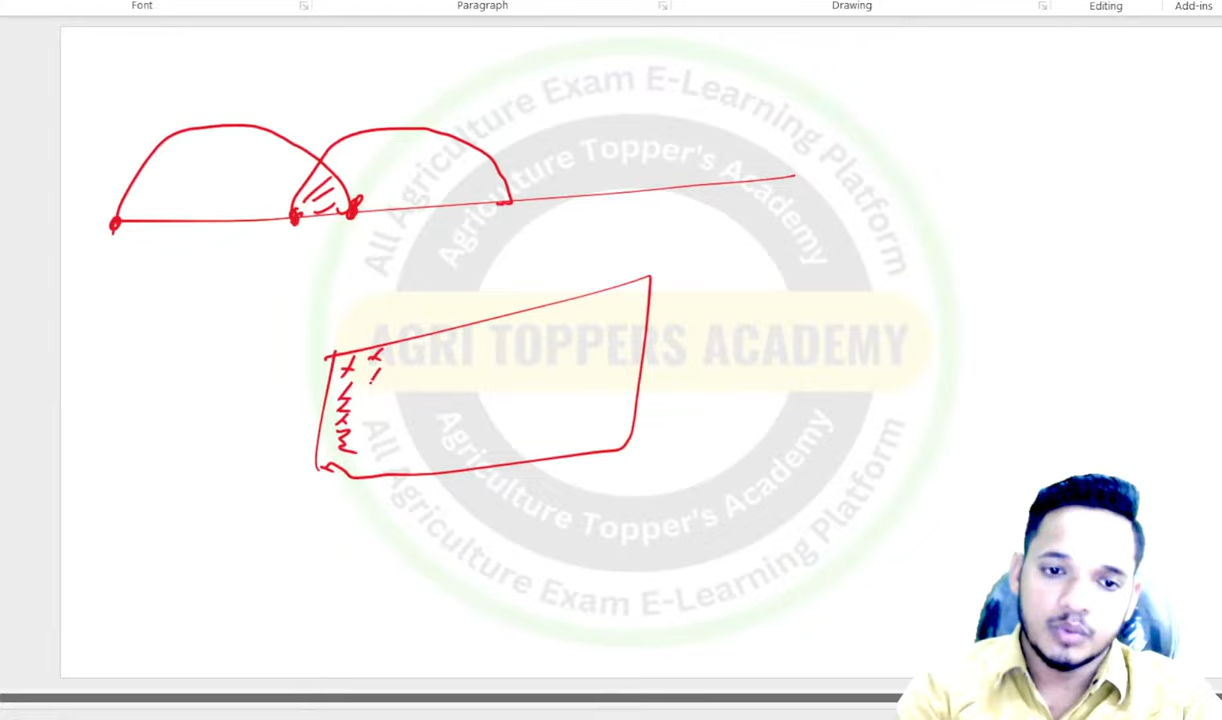 Font
Paragraph
Drawing
Editing
Add-ins
All Agriculture Exam E-Learning Platform
Agriculture Topper's Academy
AGRI TOPPERS ACADEMY
Agriculture Topper's Academy
All Agriculture Exam E-Learning Platform